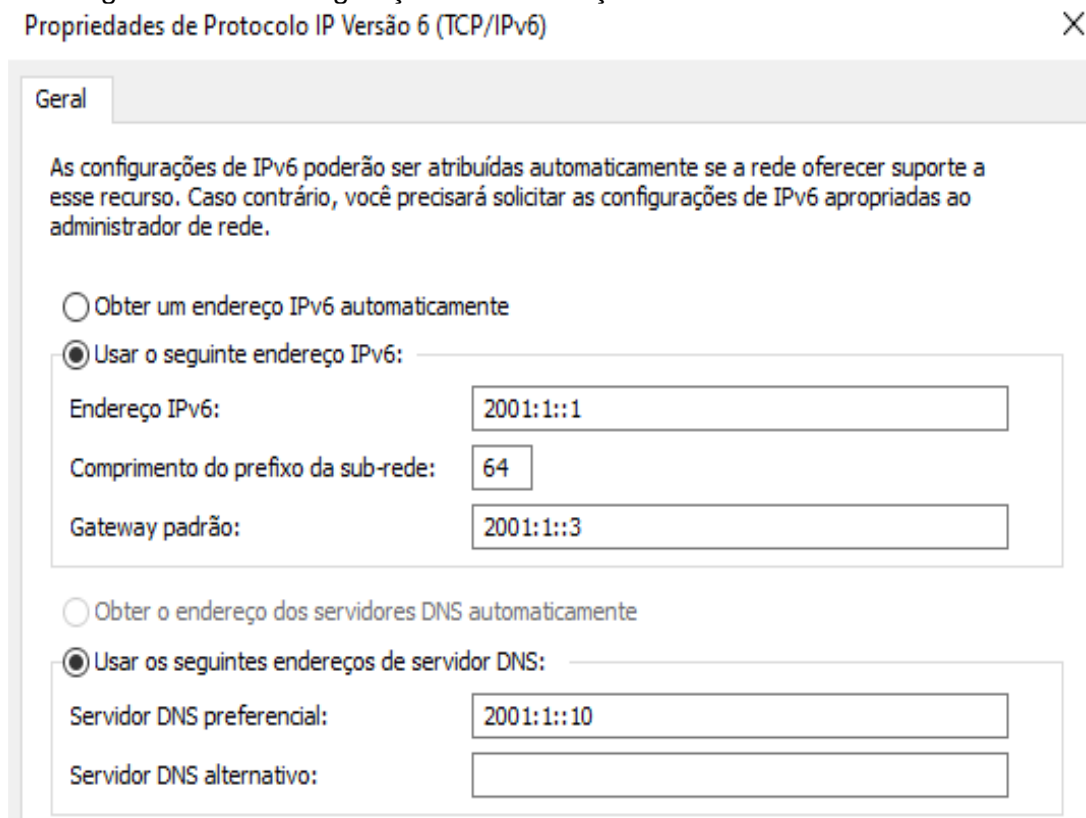 Propriedades de Protocolo IP Versão 6 (TCP/IPv6)
Geral
As configurações de IPv6 poderão ser atribuídas automaticamente se a rede oferecer suporte a
esse recurso. Caso contrário, você precisará solicitar as configurações de IPv6 apropriadas ao
administrador de rede.
Obter um endereço IPv6 automaticamente
Usar o seguinte endereço IPv6:
Endereço IPv6: 2001:1::1
Comprimento do prefixo da sub-rede: 64
Gateway padrão: 2001:1::3
Obter o endereço dos servidores DNS automaticamente
Usar os seguintes endereços de servidor DNS:
Servidor DNS preferencial: 2001:1::10
Servidor DNS alternativo: